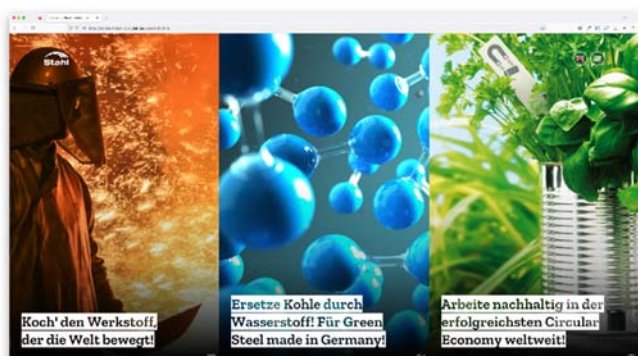 Stahl
Koch' den Werkstoff,
der die Welt bewegt!
Ersetze Kohle durch
Wasserstoff! Für Green
Steel made in Germany!
Arbeite nachhaltig in der
erfolgreichsten Circular
Economy weltweit!